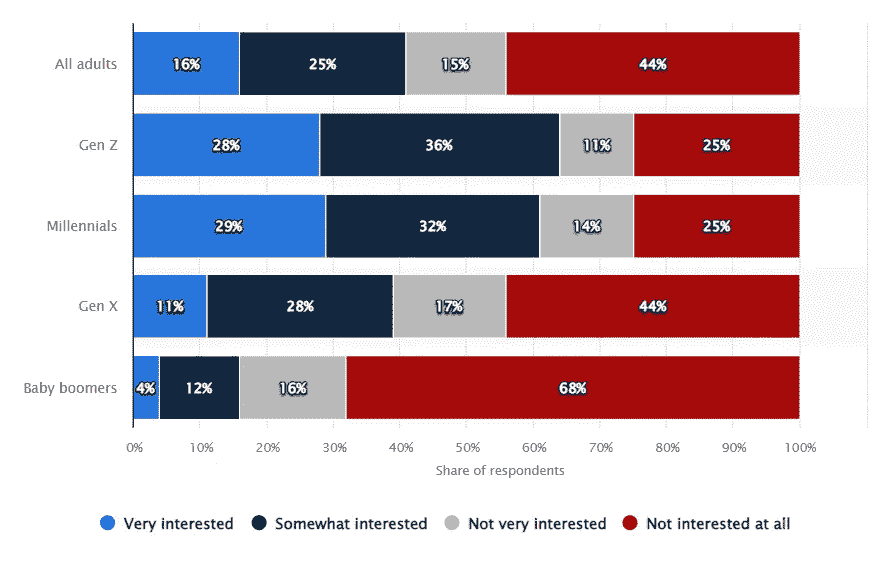 All adults 16% 25% 15% 44%
Gen Z 28% 36% 11% 25%
Millennials 29% 32% 14% 25%
Gen X 11% 28% 17% 44%
Baby boomers 4% 12% 16% 68%
0% 10% 20% 30% 40% 50% 60% 70% 80% 90% 100%
Share of respondents
Very interested Somewhat interested Not very interested Not interested at all